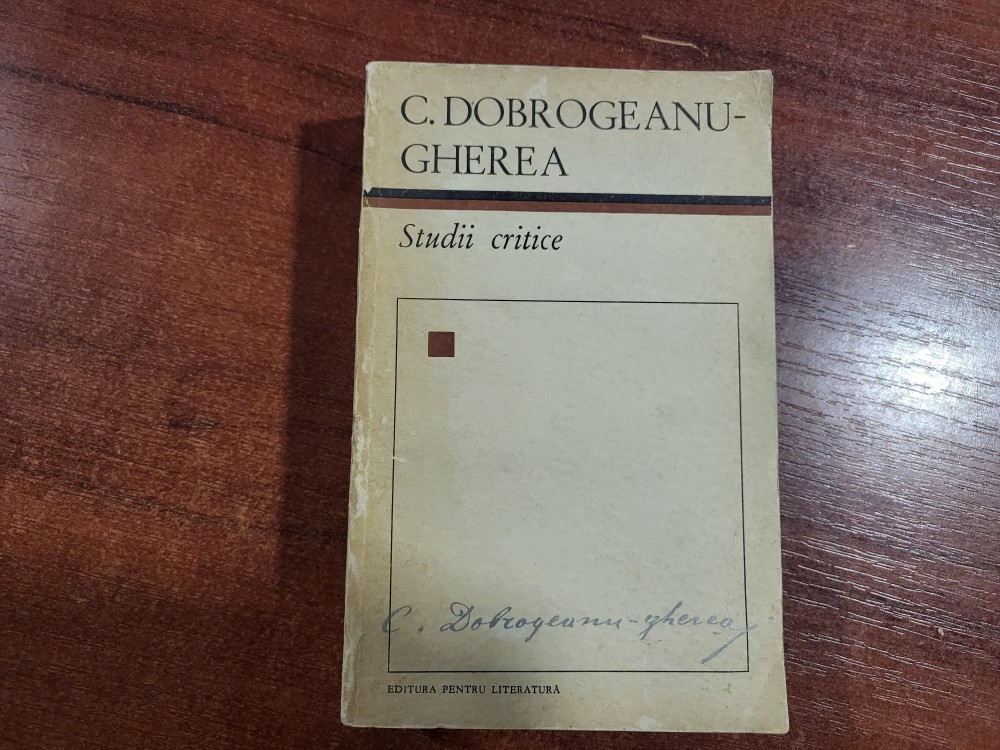 C. DOBROGEANU-
GHEREA
Studii critice
C. Dobrogeanu-gherea
EDITURA PENTRU LITERATURĂ